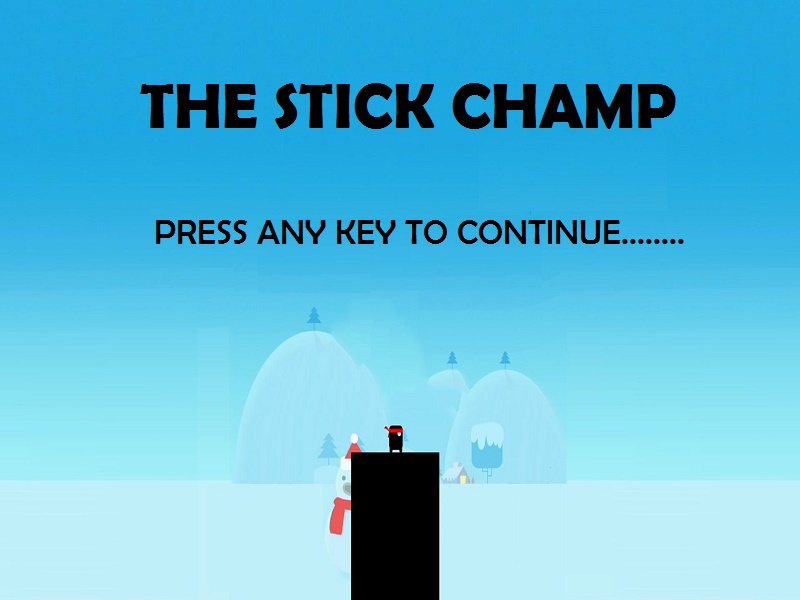 THE STICK CHAMP
PRESS ANY KEY TO CONTINUE........